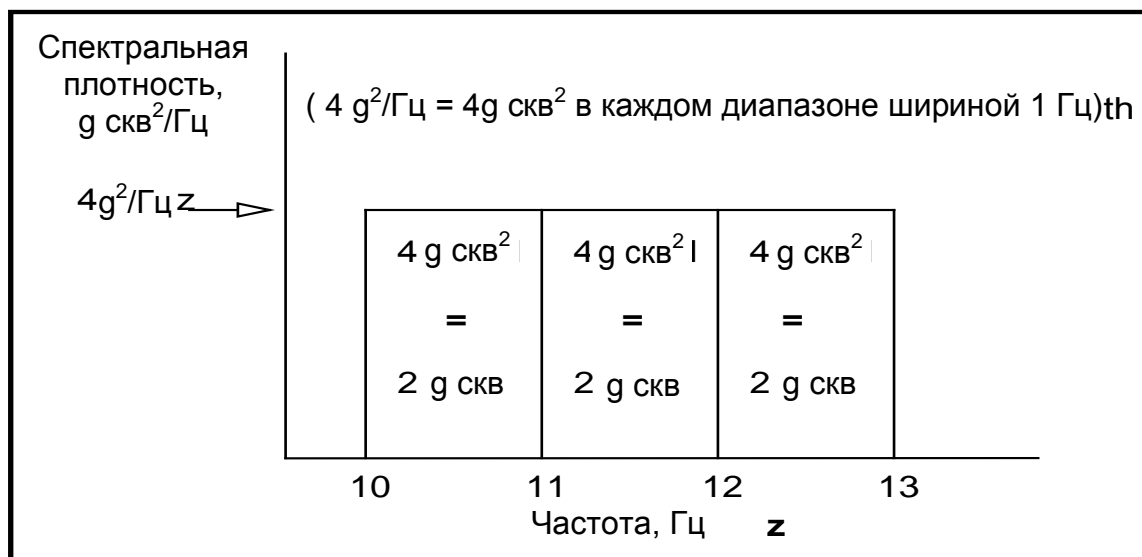 Спектральная
плотность,
g скв²/Гц
( 4 g²/Гц = 4g скв² в каждом диапазоне шириной 1 Гц)th
4g²/Гц z
4 g скв² 4 g скв² l 4 g скв²
= = =
2 g скв 2 g скв 2 g скв
10 11 12 13
Частота, Гц z